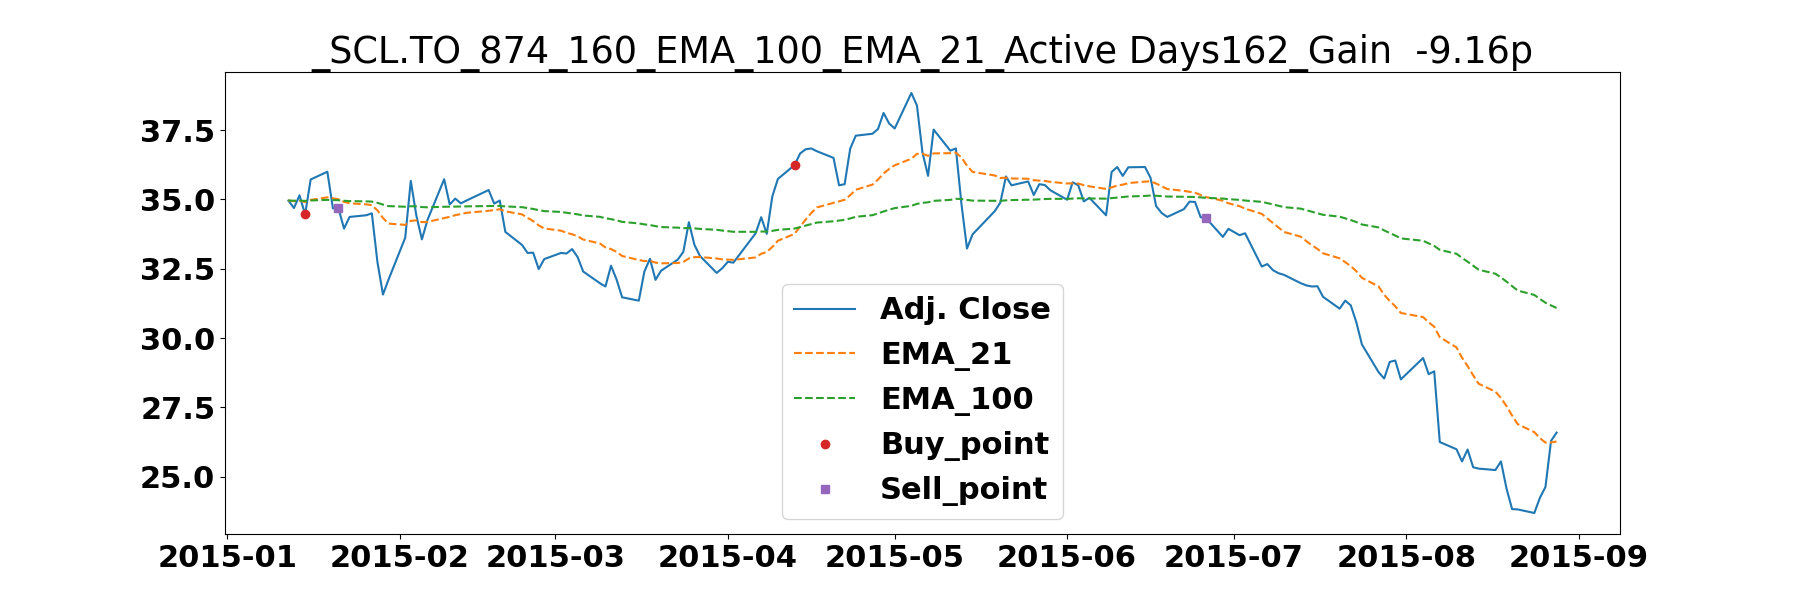 _SCL.TO_874_160_EMA_100_EMA_21_Active Days162_Gain  -9.16p
37.5
35.0
32.5
30.0
27.5
25.0
Adj. Close
EMA_21
EMA_100
Buy_point
Sell_point
2015-01 2015-02 2015-03 2015-04 2015-05 2015-06 2015-07 2015-08 2015-09